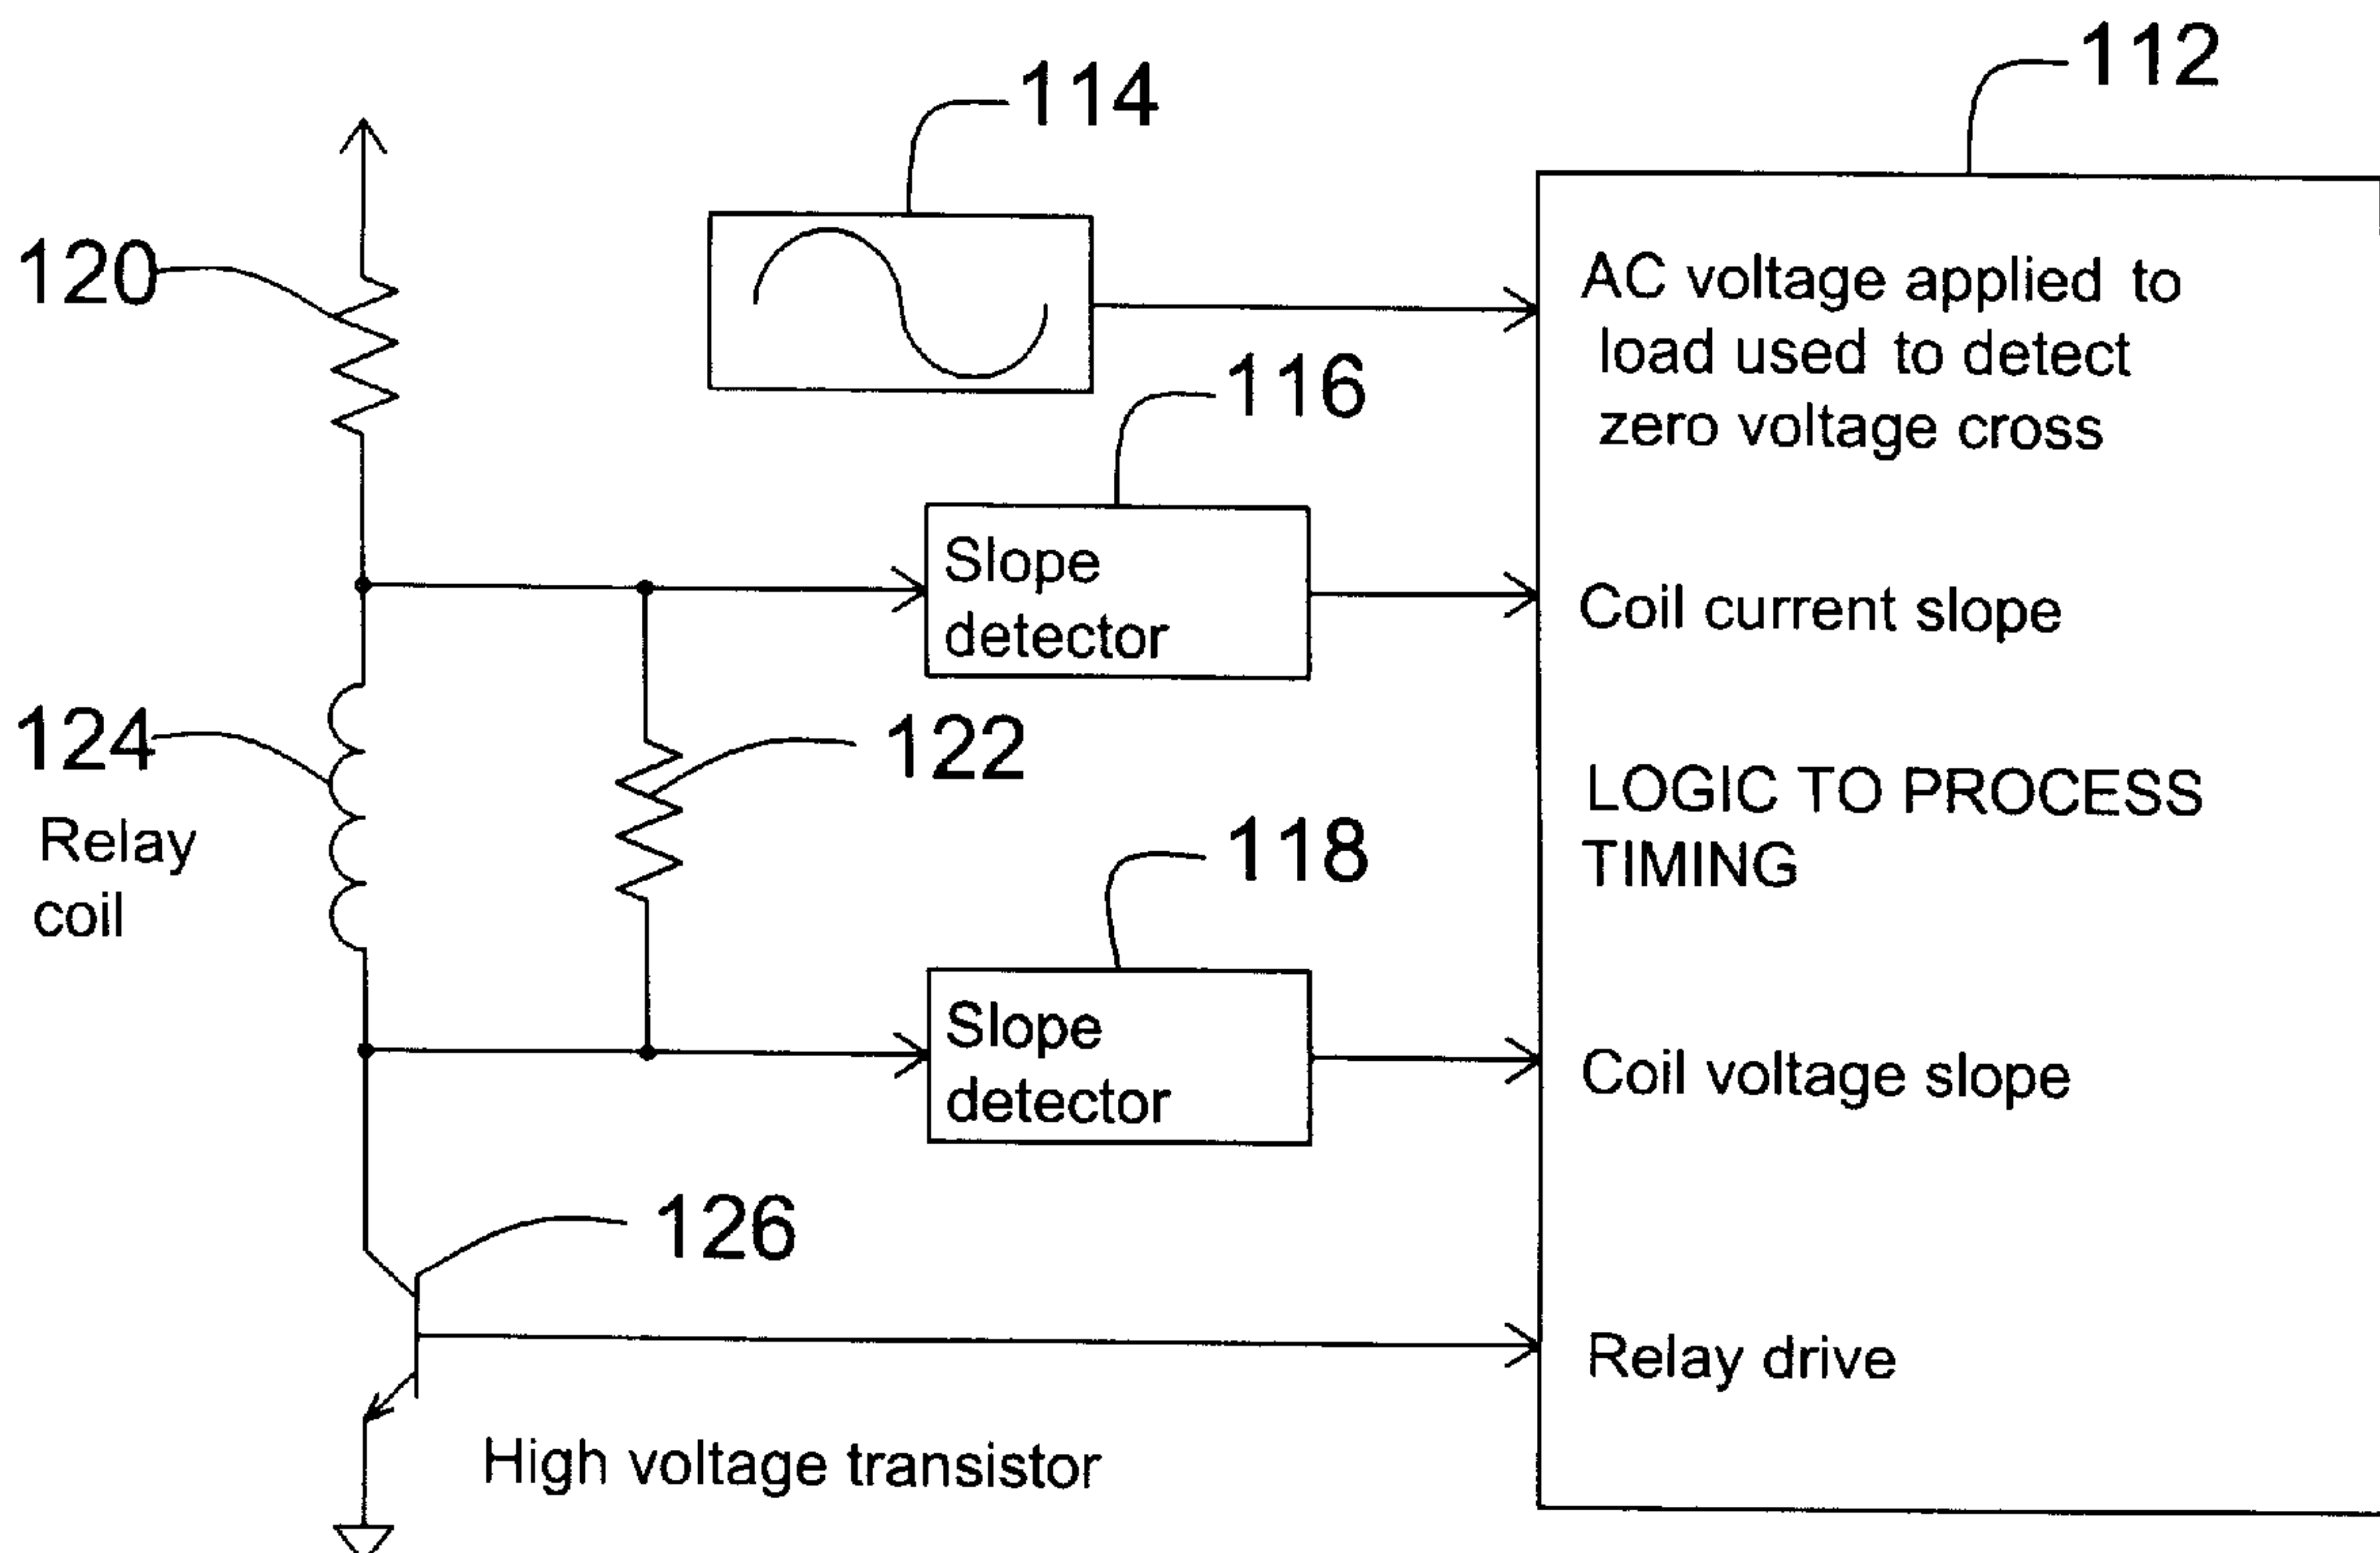 112
114
120
AC voltage applied to
load used to detect
zero voltage cross
116
Slope
detector
Coil current slope
124
Relay
coil
122
LOGIC TO PROCESS
TIMING
118
Slope
detector
Coil voltage slope
126
Relay drive
High voltage transistor